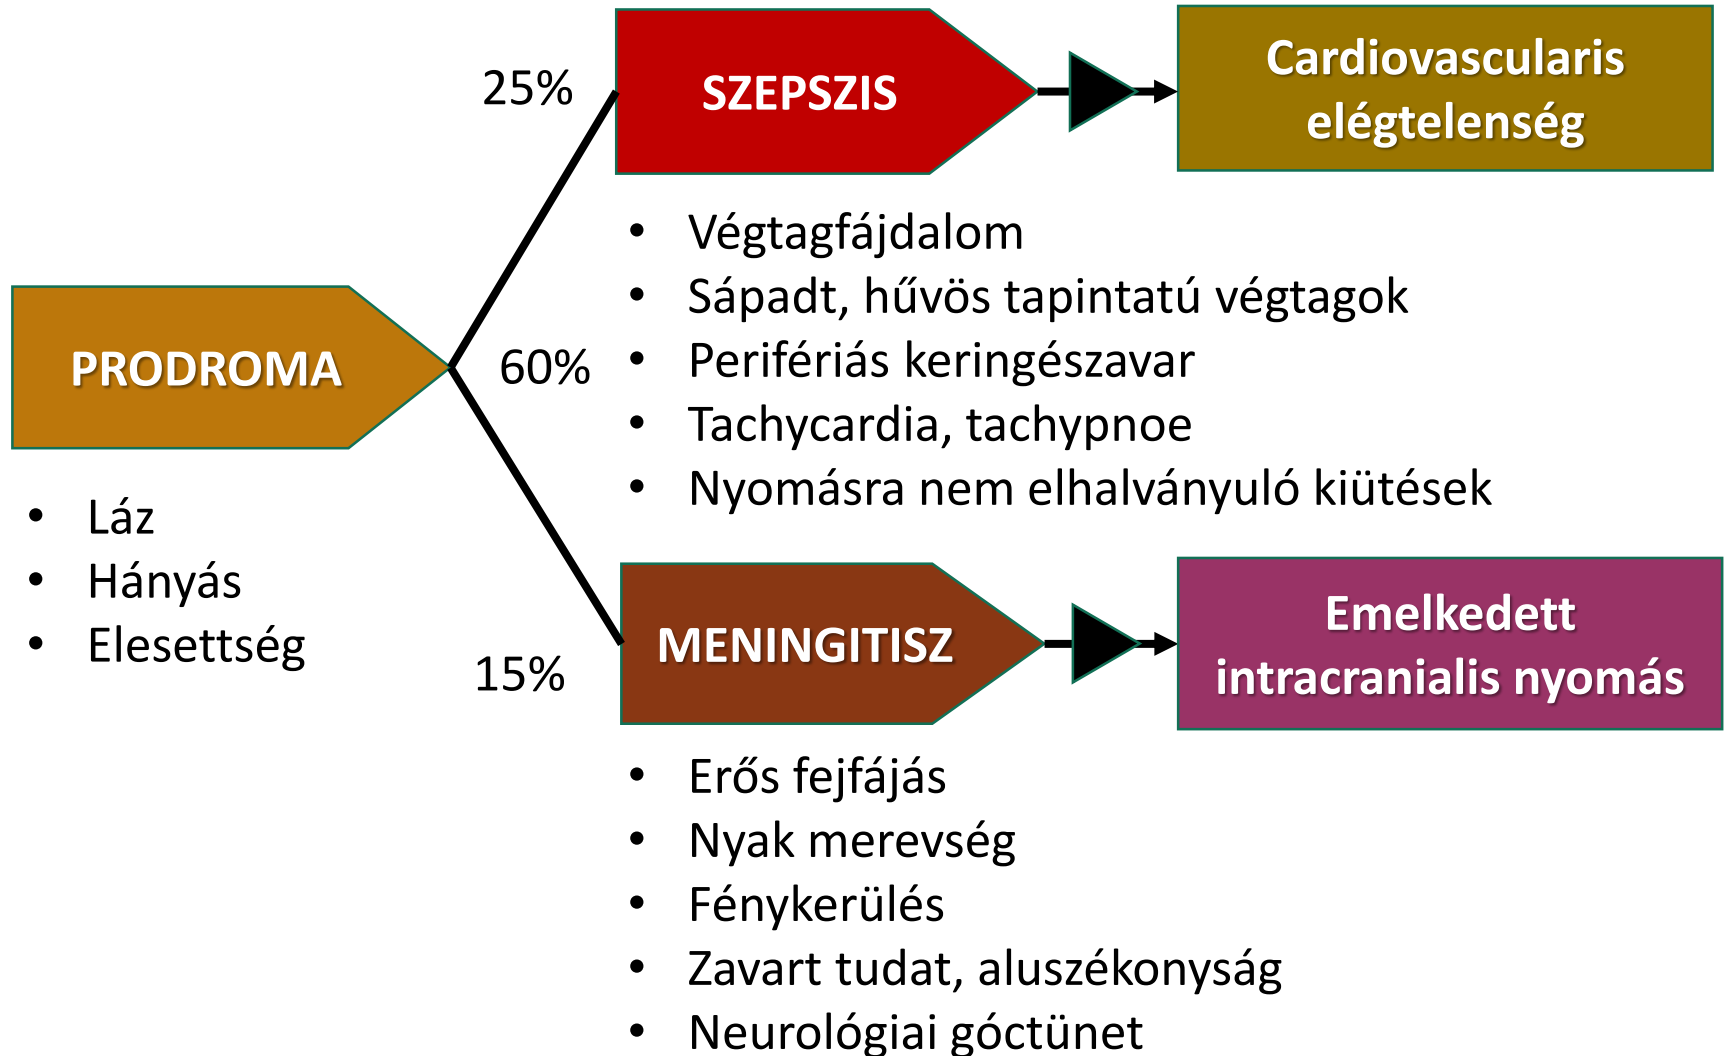 25%
SZEPSZIS
Cardiovascularis
elégtelenség
• Végtagfájdalom
• Sápadt, hűvös tapintatú végtagok
• Perifériás keringészavar
• Tachycardia, tachypnoe
• Nyomásra nem elhalványuló kiütések
PRODROMA
60%
• Láz
• Hányás
• Elesettség
15%
MENINGITISZ
Emelkedett
intracranialis nyomás
• Erős fejfájás
• Nyak merevség
• Fénykerülés
• Zavart tudat, aluszékonyság
• Neurológiai góctünet